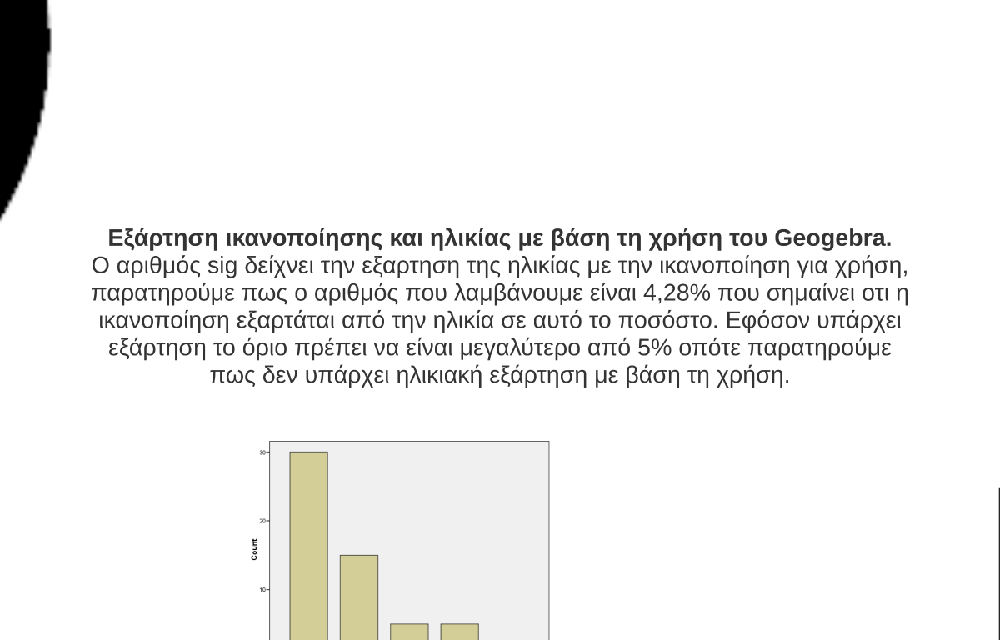 Εξάρτηση ικανοποίησης και ηλικίας με βάση τη χρήση του Geogebra.
Ο αριθμός sig δείχνει την εξαρτηση της ηλικίας με την ικανοποίηση για χρήση,
παρατηρούμε πως ο αριθμός που λαμβάνουμε είναι 4,28% που σημαίνει οτι η
ικανοποίηση εξαρτάται από την ηλικία σε αυτό το ποσόστο. Εφόσον υπάρχει
εξάρτηση το όριο πρέπει να είναι μεγαλύτερο από 5% οπότε παρατηρούμε
πως δεν υπάρχει ηλικιακή εξάρτηση με βάση τη χρήση.
30
20
Count
10